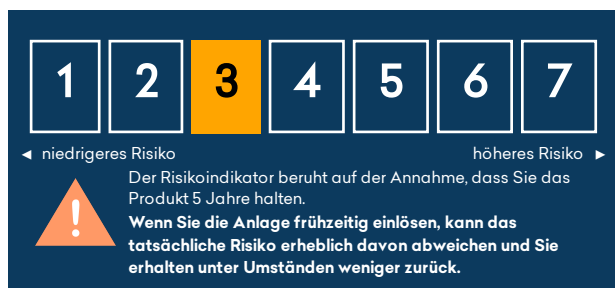 1 2 3 4 5 6 7
◄ niedrigeres Risiko höheres Risiko ►
Der Risikoindikator beruht auf der Annahme, dass Sie das
Produkt 5 Jahre halten.
Wenn Sie die Anlage frühzeitig einlösen, kann das
tatsächliche Risiko erheblich davon abweichen und Sie
erhalten unter Umständen weniger zurück.
!